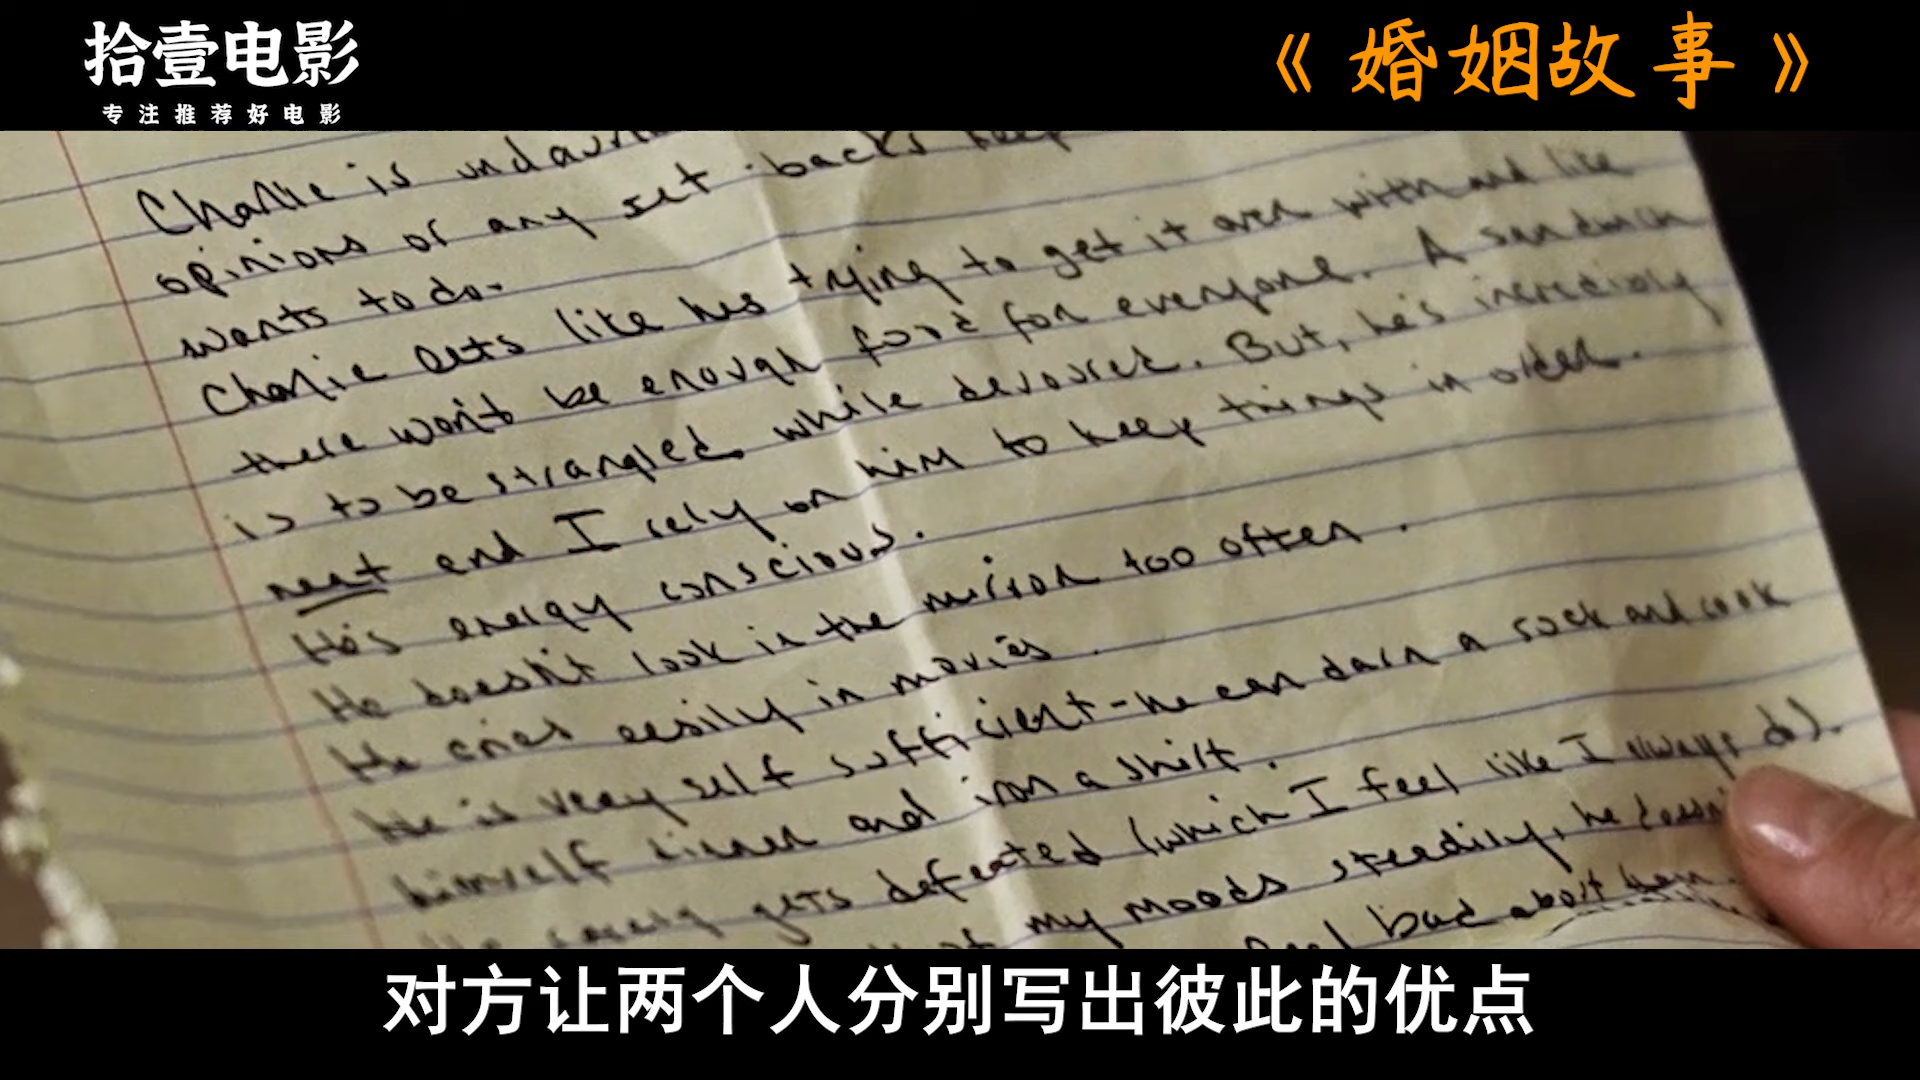 拾壹电影
专注推荐好电影
《婚姻故事》
Charlie is
opinions or any set-backs keep
wants to do.
Charlie eats like he's trying to get it over with and like
there won't be enough food for everyone. A sandwich
is to be strangled while devoured. But, he's incredibly
neat and I rely on him to keep things in order.
He's energy conscious.
He doesn't look in the mirror too often.
He cries easily in movies.
He is very self sufficient - he can darn a sock and cook
himself dinner and iron a shirt.
He rarely gets defeated (which I feel like I always do).
my moods steadily, he doesn't
feel bad about them
对方让两个人分别写出彼此的优点